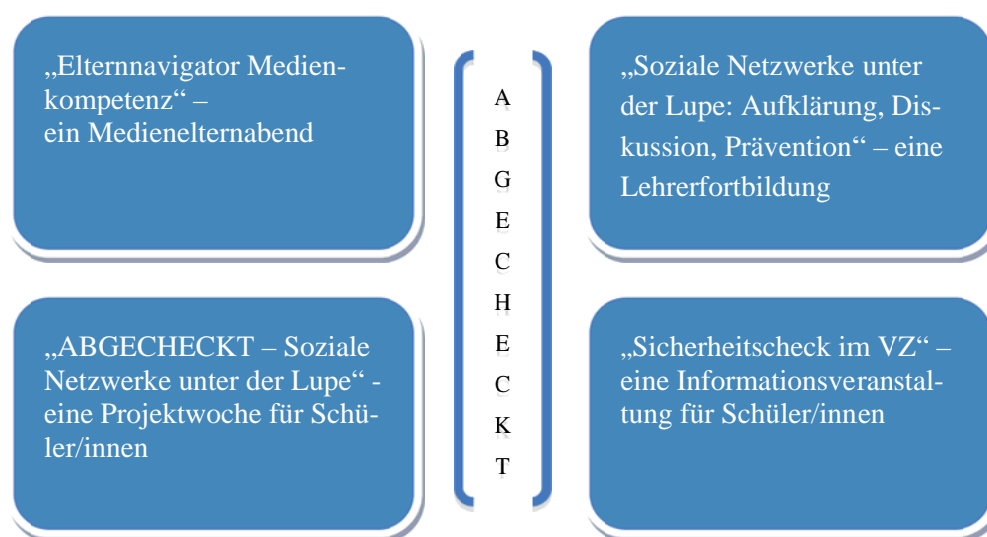 „Elternnavigator Medien-
kompetenz“ –
ein Medienelternabend
„Soziale Netzwerke unter
der Lupe: Aufklärung, Dis-
kussion, Prävention“ – eine
Lehrerfortbildung
A
B
G
E
C
H
E
C
K
T
„ABGECHECKT – Soziale
Netzwerke unter der Lupe“ -
eine Projektwoche für Schü-
ler/innen
„Sicherheitscheck im VZ“ –
eine Informationsveranstal-
tung für Schüler/innen